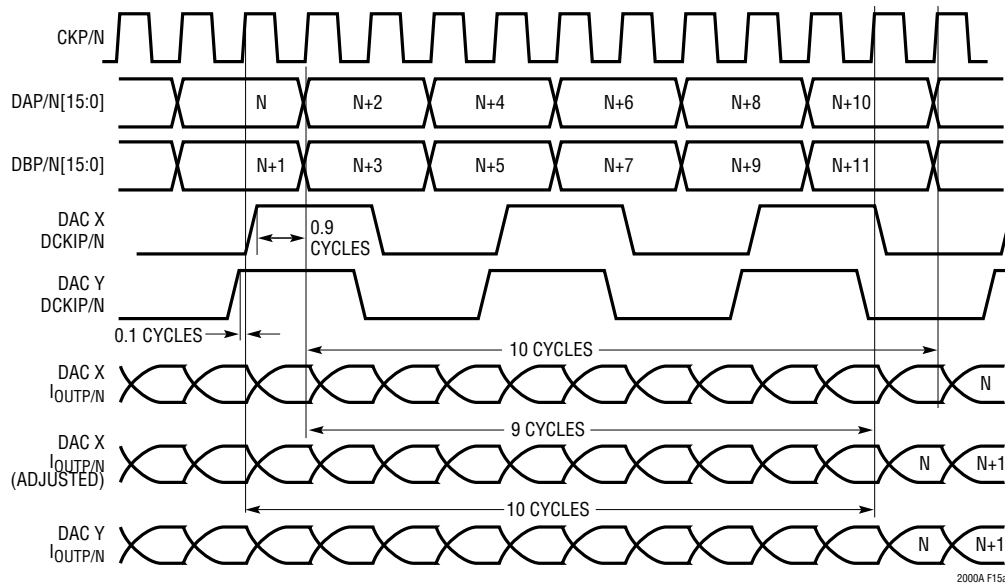 CKP/N
DAP/N[15:0]
N
N+2
N+4
N+6
N+8
N+10
DBP/N[15:0]
N+1
N+3
N+5
N+7
N+9
N+11
DAC X
DCKIP/N
0.9
CYCLES
DAC Y
DCKIP/N
0.1 CYCLES
10 CYCLES
DAC X
IOUTP/N
N
9 CYCLES
DAC X
IOUTP/N
(ADJUSTED)
N
N+1
10 CYCLES
DAC Y
IOUTP/N
N
N+1